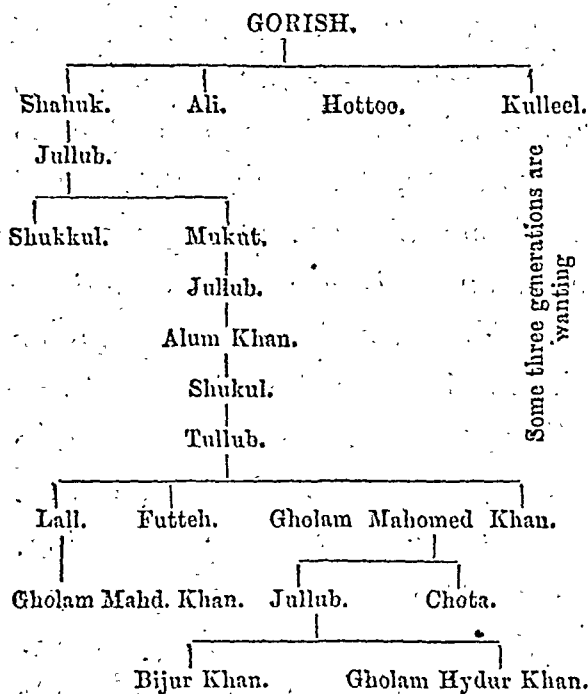 GORISH.
Shahuk. Ali. Hottoo. Kulleel.
Jullub.
Shukkul. Mukut.
Jullub.
Alum Khan.
Shukul.
Tullub.
Some three generations are
wanting
Lall. Futteh. Gholam Mahomed Khan.
Gholam Mahd. Khan. Jullub. Chota.
Bijur Khan. Gholam Hydur Khan.